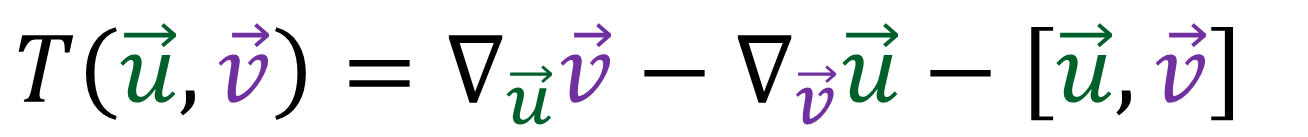 T(u⃗, v⃗) = ∇_u⃗ v⃗ − ∇_v⃗ u⃗ − [u⃗, v⃗]